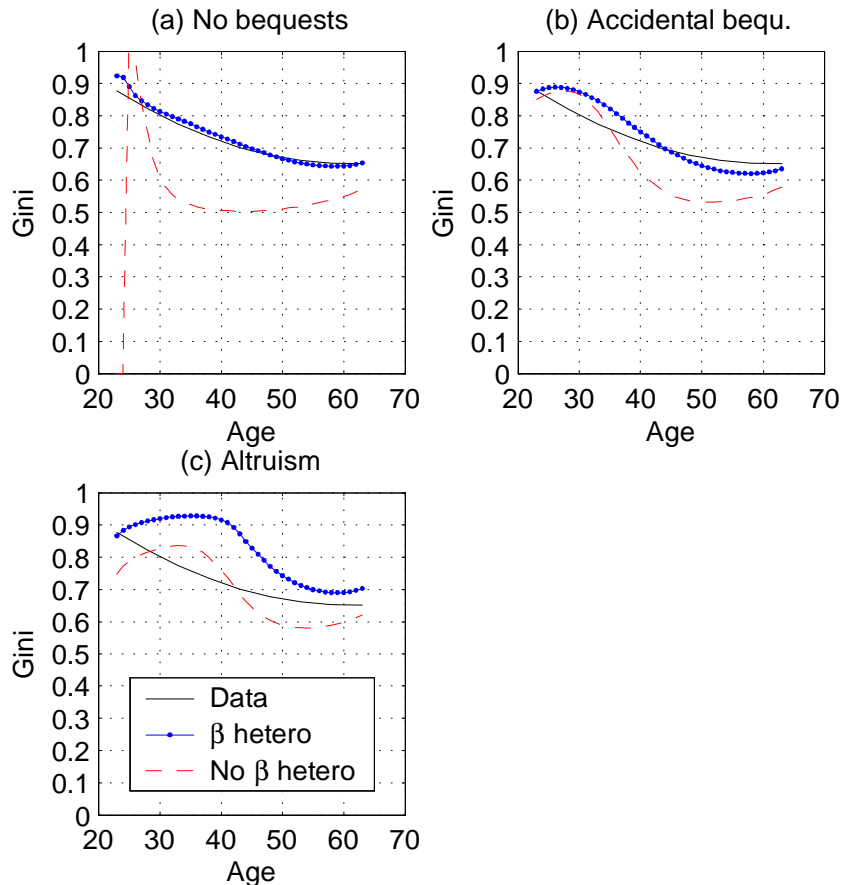 (a) No bequests
1
0.9
0.8
0.7
0.6
0.5
0.4
0.3
0.2
0.1
0
Gini
20 30 40 50 60 70
Age
(b) Accidental bequ.
1
0.9
0.8
0.7
0.6
0.5
0.4
0.3
0.2
0.1
0
Gini
20 30 40 50 60 70
Age
(c) Altruism
1
0.9
0.8
0.7
0.6
0.5
0.4
0.3
0.2
0.1
0
Gini
20 30 40 50 60 70
Age
Data
β hetero
No β hetero